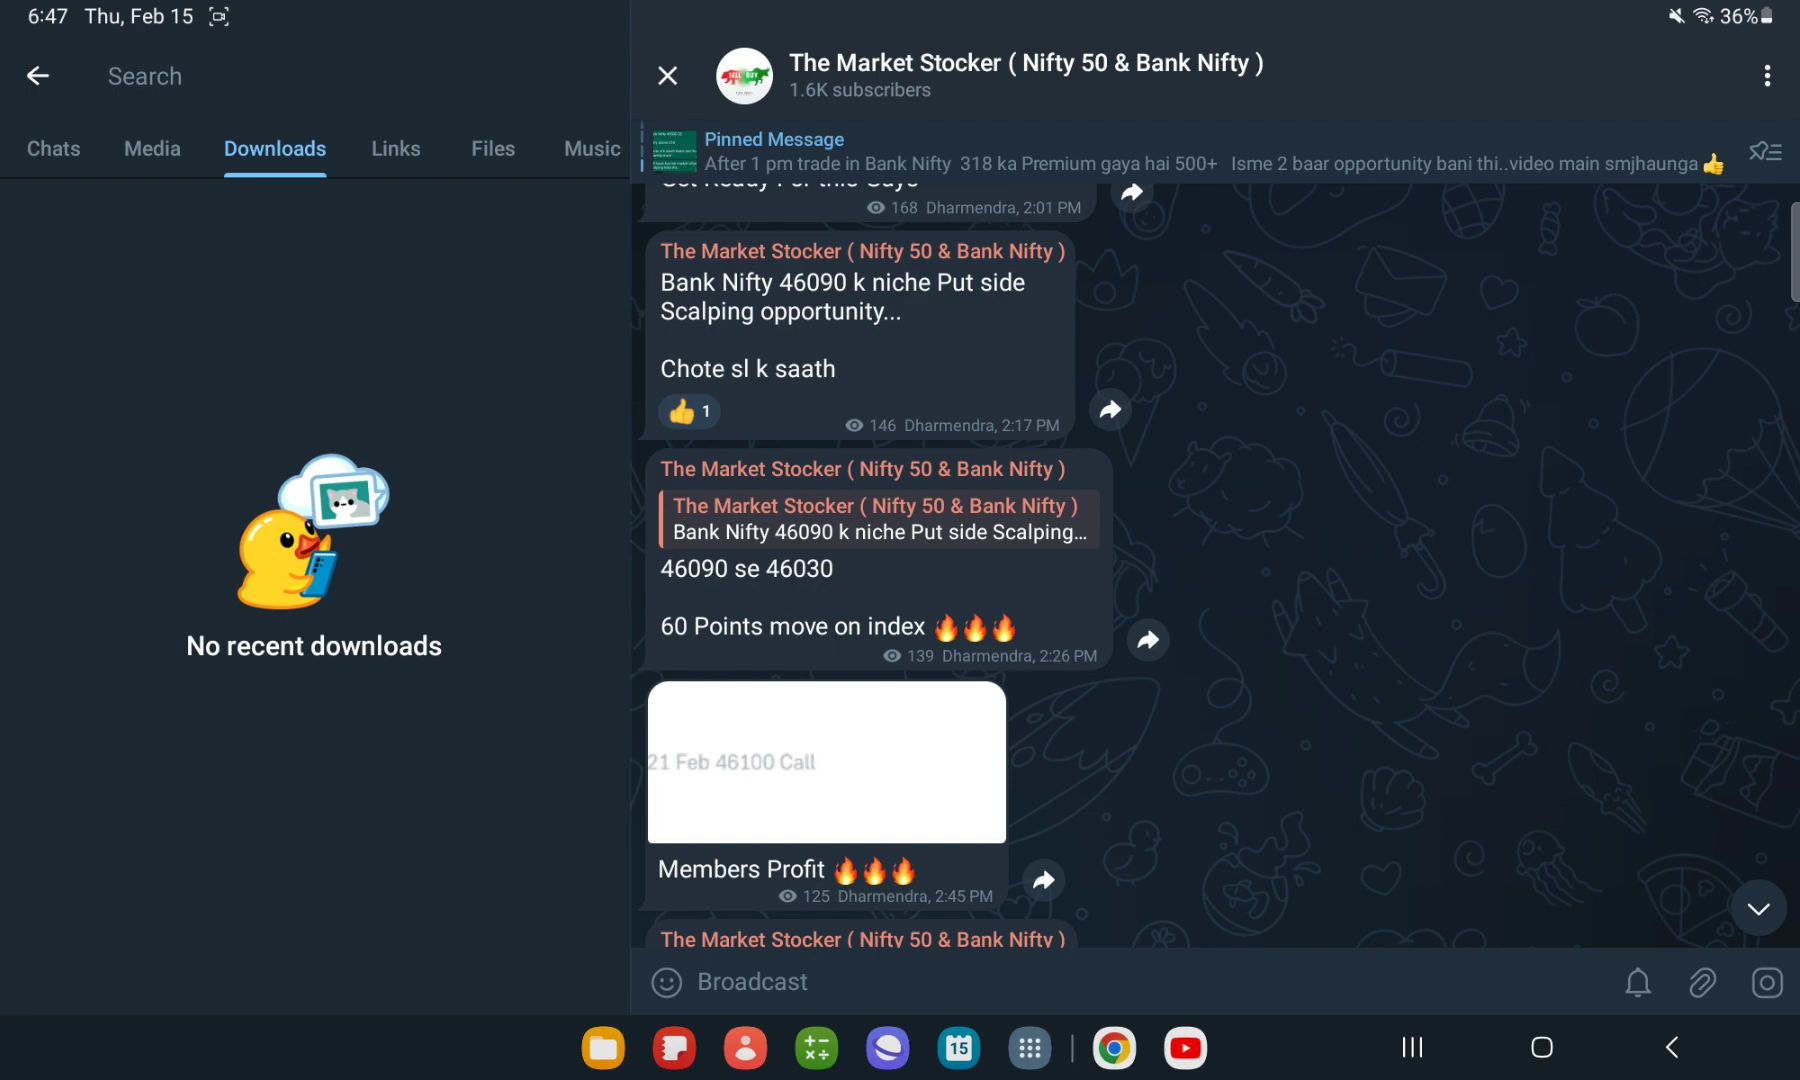 6:47 Thu, Feb 15
36%
Search
Chats Media Downloads Links Files Music
No recent downloads
SELL BUY
The Market Stocker ( Nifty 50 & Bank Nifty )
1.6K subscribers
Pinned Message
After 1 pm trade in Bank Nifty 318 ka Premium gaya hai 500+ Isme 2 baar opportunity bani thi..video main smjhaunga 👍
168 Dharmendra, 2:01 PM
The Market Stocker ( Nifty 50 & Bank Nifty )
Bank Nifty 46090 k niche Put side
Scalping opportunity...
Chote sl k saath
👍 1
146 Dharmendra, 2:17 PM
The Market Stocker ( Nifty 50 & Bank Nifty )
The Market Stocker ( Nifty 50 & Bank Nifty )
Bank Nifty 46090 k niche Put side Scalping...
46090 se 46030
60 Points move on index 🔥🔥🔥
139 Dharmendra, 2:26 PM
21 Feb 46100 Call
Members Profit 🔥🔥🔥
125 Dharmendra, 2:45 PM
The Market Stocker ( Nifty 50 & Bank Nifty )
Broadcast
15